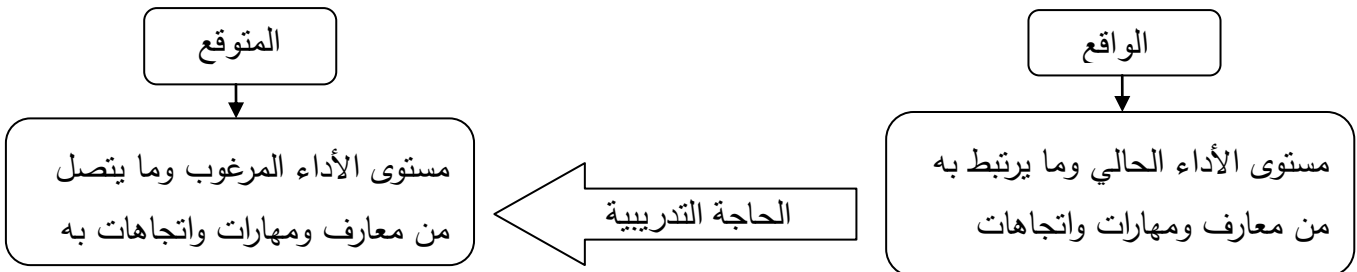 الواقع
المتوقع
مستوى الأداء الحالي وما يرتبط به
من معارف ومهارات واتجاهات
الحاجة التدريبية
مستوى الأداء المرغوب وما يتصل
من معارف ومهارات واتجاهات به